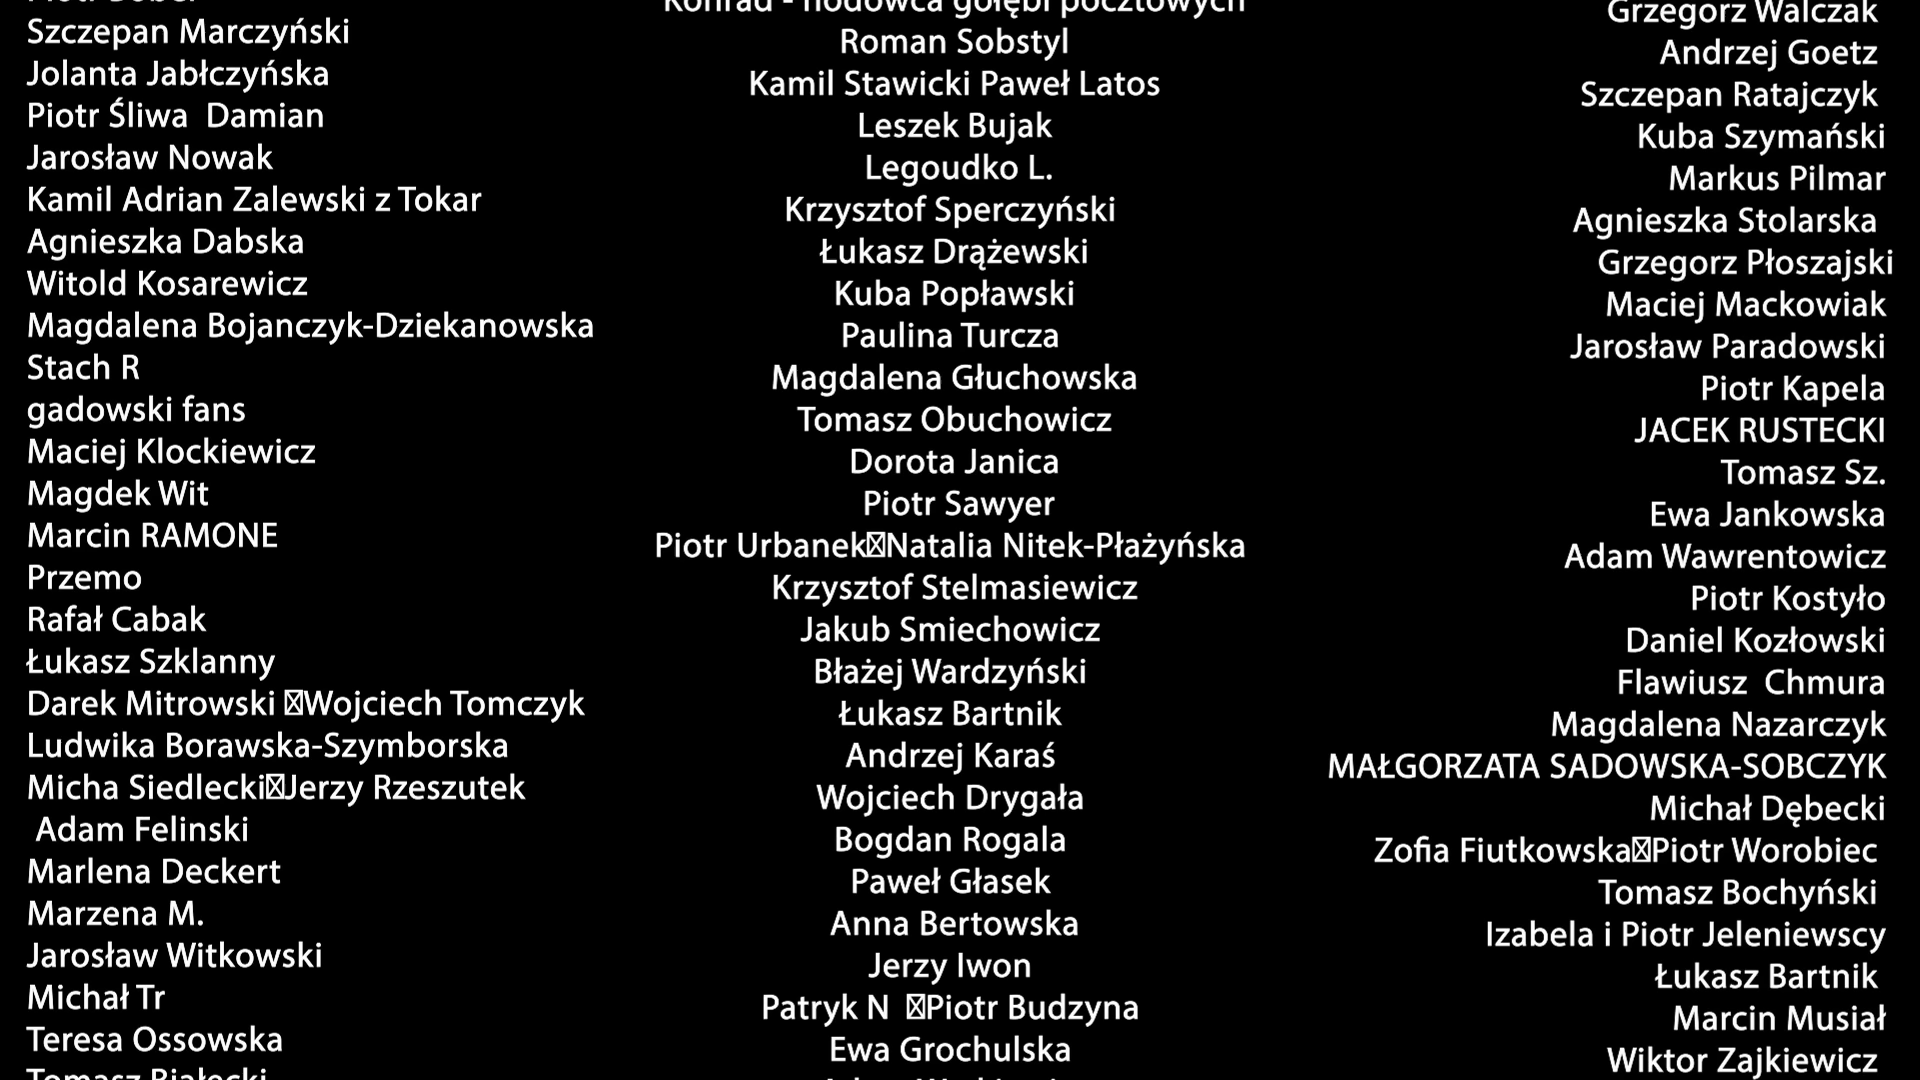 Szczepan Marczyński
Jolanta Jabłczyńska
Piotr Śliwa  Damian
Jarosław Nowak
Kamil Adrian Zalewski z Tokar
Agnieszka Dabska
Witold Kosarewicz
Magdalena Bojanczyk-Dziekanowska
Stach R
gadowski fans
Maciej Klockiewicz
Magdek Wit
Marcin RAMONE
Przemo
Rafał Cabak
Łukasz Szklanny
Darek Mitrowski Wojciech Tomczyk
Ludwika Borawska-Szymborska
Micha Siedlecki Jerzy Rzeszutek
Adam Felinski
Marlena Deckert
Marzena M.
Jarosław Witkowski
Michał Tr
Teresa Ossowska
Tomasz Białecki
Konrad - hodowca gołębi pocztowych
Roman Sobstyl
Kamil Stawicki Paweł Latos
Leszek Bujak
Legoudko L.
Krzysztof Sperczyński
Łukasz Drążewski
Kuba Popławski
Paulina Turcza
Magdalena Głuchowska
Tomasz Obuchowicz
Dorota Janica
Piotr Sawyer
Piotr Urbanek Natalia Nitek-Płażyńska
Krzysztof Stelmasiewicz
Jakub Smiechowicz
Błażej Wardzyński
Łukasz Bartnik
Andrzej Karaś
Wojciech Drygała
Bogdan Rogala
Paweł Głasek
Anna Bertowska
Jerzy Iwon
Patryk N  Piotr Budzyna
Ewa Grochulska
Grzegorz Walczak
Andrzej Goetz
Szczepan Ratajczyk
Kuba Szymański
Markus Pilmar
Agnieszka Stolarska
Grzegorz Płoszajski
Maciej Mackowiak
Jarosław Paradowski
Piotr Kapela
JACEK RUSTECKI
Tomasz Sz.
Ewa Jankowska
Adam Wawrentowicz
Piotr Kostyło
Daniel Kozłowski
Flawiusz  Chmura
Magdalena Nazarczyk
MAŁGORZATA SADOWSKA-SOBCZYK
Michał Dębecki
Zofia Fiutkowska Piotr Worobiec
Tomasz Bochyński
Izabela i Piotr Jeleniewscy
Łukasz Bartnik
Marcin Musiał
Wiktor Zajkiewicz